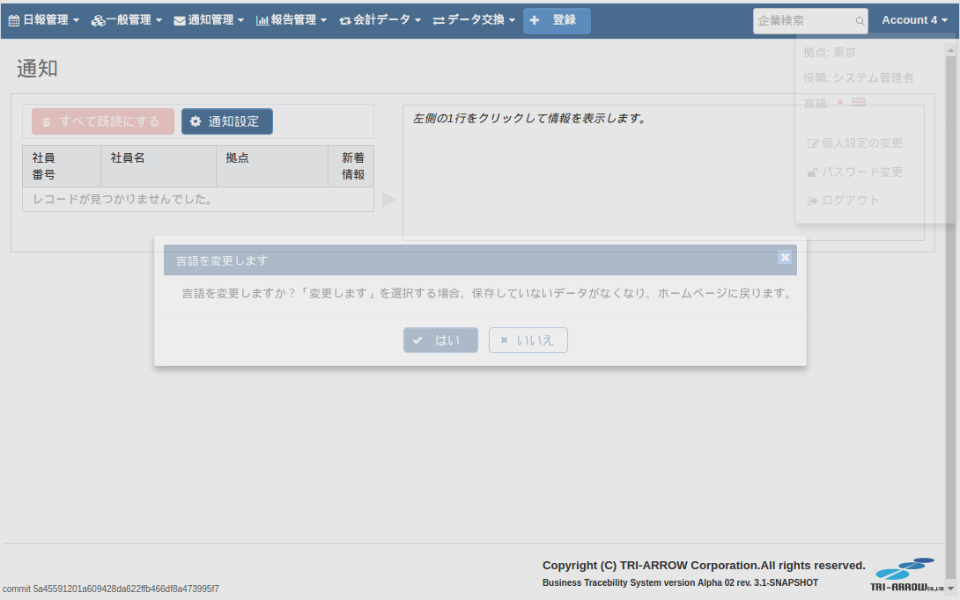 日報管理 一般管理 通知管理 報告管理 会計データ データ交換 登録 企業検索 Account 4
拠点: 東京
通知
役職: システム管理者
言語:
すべて既読にする 通知設定
左側の1行をクリックして情報を表示します。
個人設定の変更
パスワード変更
ログアウト
社員番号 社員名 拠点 新着情報
レコードが見つかりませんでした。
言語を変更します
言語を変更しますか？「変更します」を選択する場合、保存していないデータがなくなり、ホームページに戻ります。
はい いいえ
Copyright (C) TRI-ARROW Corporation.All rights reserved.
Business Tracebility System version Alpha 02 rev. 3.1-SNAPSHOT
TRI-ARROW CO.,LTD
commit 5a45591201a609428da622ffb466df8a473995f7